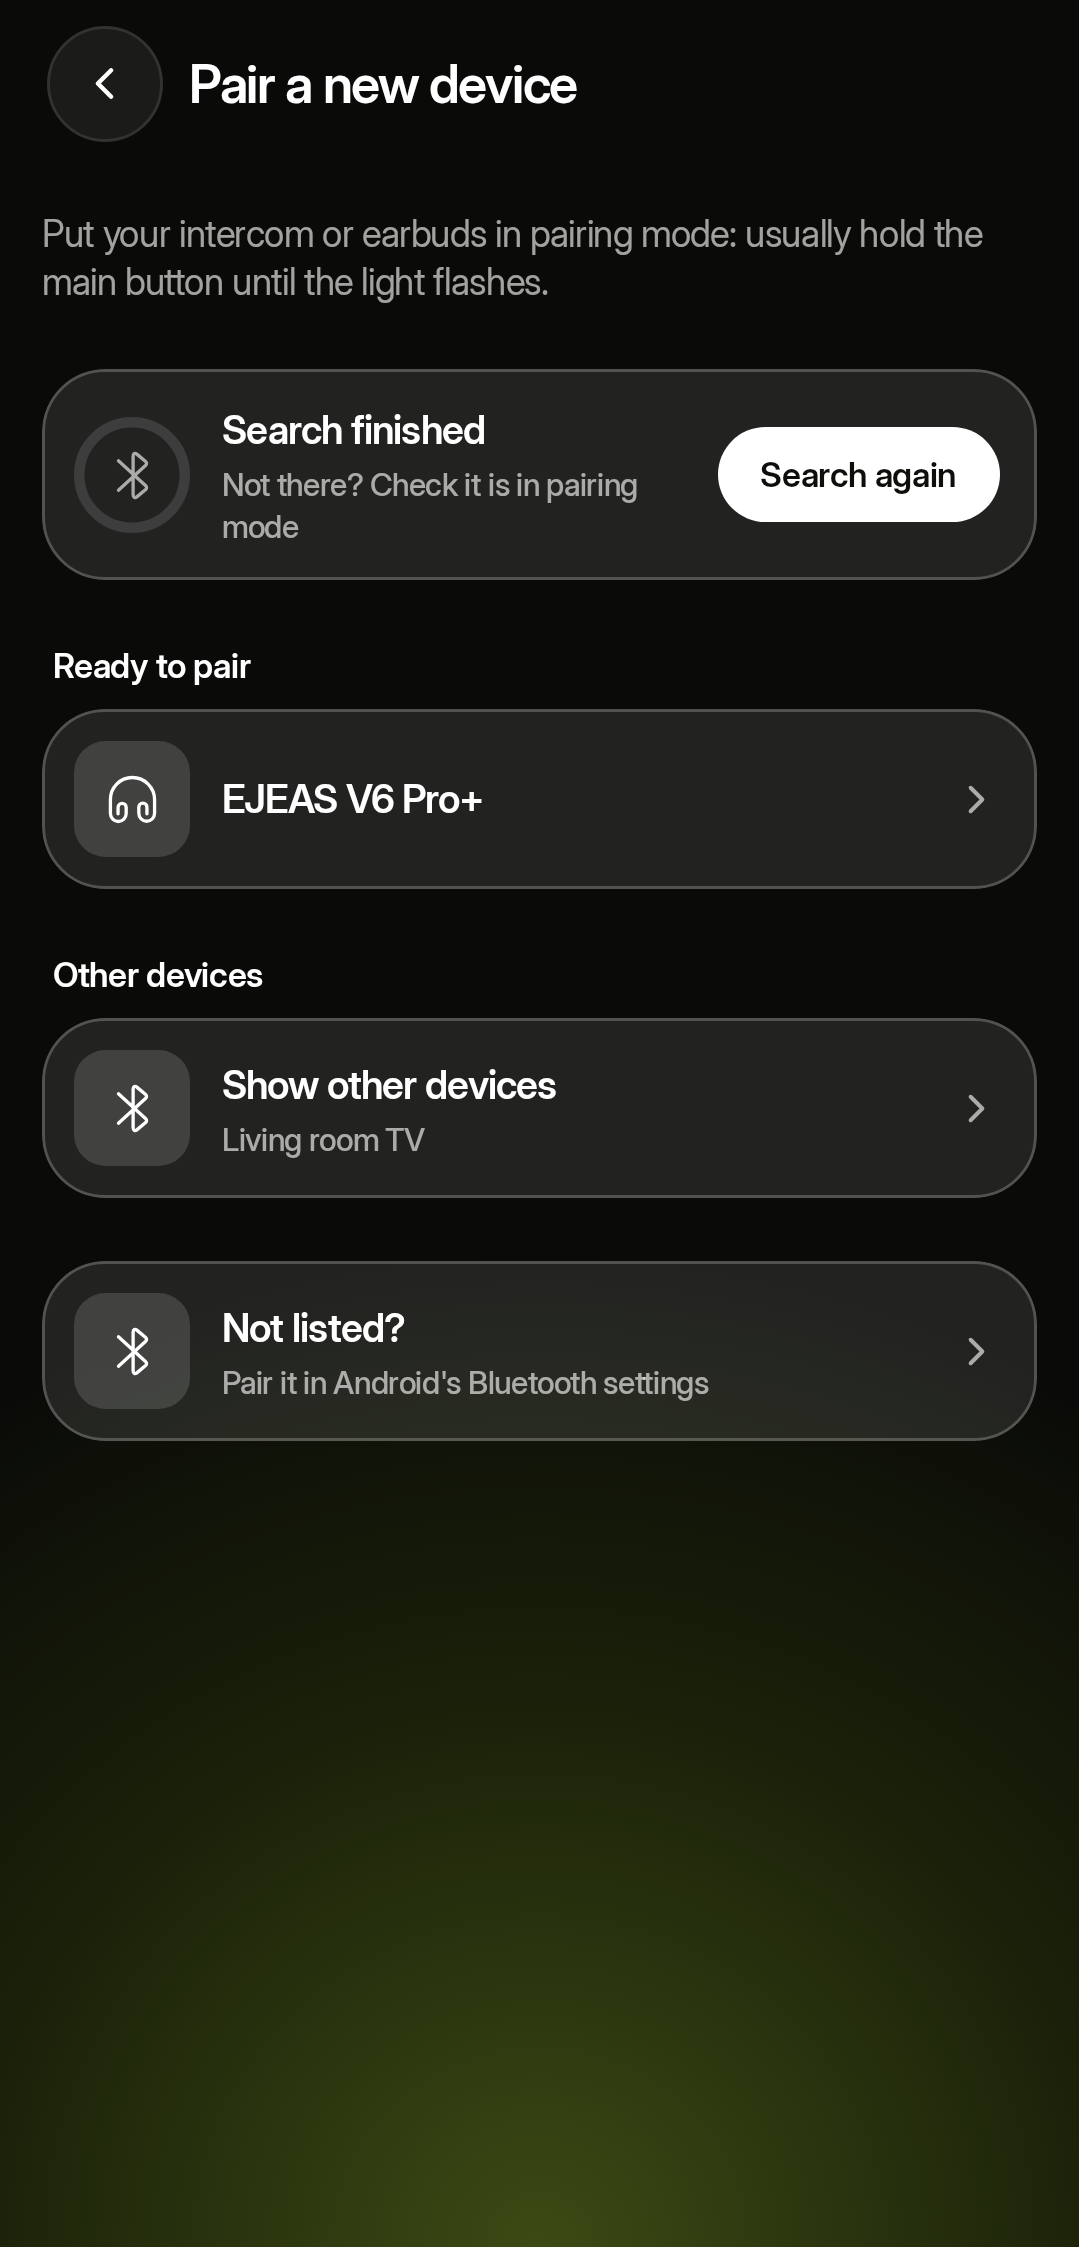 Pair a new device
Put your intercom or earbuds in pairing mode: usually hold the
main button until the light flashes.
Search finished
Not there? Check it is in pairing
mode
Search again
Ready to pair
EJEAS V6 Pro+
Other devices
Show other devices
Living room TV
Not listed?
Pair it in Android's Bluetooth settings